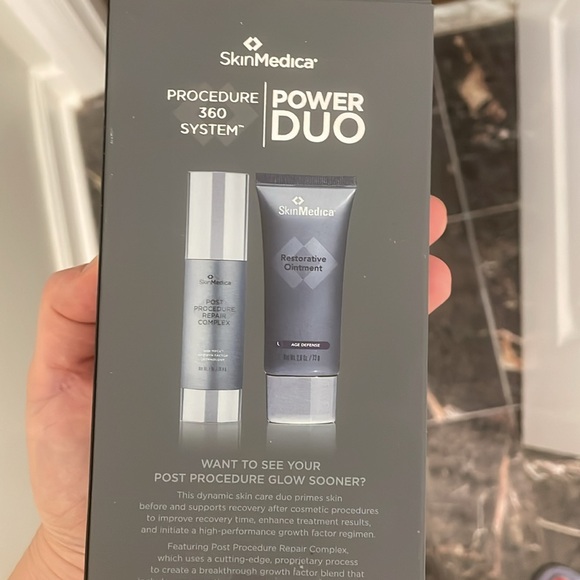 SkinMedica®
PROCEDURE
360
SYSTEM™
POWER
DUO
SkinMedica
POST
PROCEDURE
REPAIR
COMPLEX
SkinMedica
Restorative
Ointment
AGE DEFENSE
WANT TO SEE YOUR
POST PROCEDURE GLOW SOONER?
This dynamic skin care duo primes skin
before and supports recovery after cosmetic procedures
to improve recovery time, enhance treatment results,
and initiate a high-performance growth factor regimen.
Featuring Post Procedure Repair Complex,
which uses a cutting-edge, proprietary process
to create a breakthrough growth factor blend that